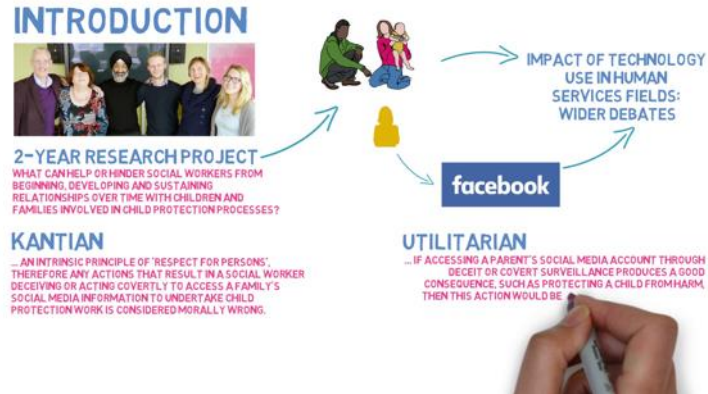 INTRODUCTION
2-YEAR RESEARCH PROJECT
WHAT CAN HELP OR HINDER SOCIAL WORKERS FROM
BEGINNING, DEVELOPING AND SUSTAINING
RELATIONSHIPS OVER TIME WITH CHILDREN AND
FAMILIES INVOLVED IN CHILD PROTECTION PROCESSES?
IMPACT OF TECHNOLOGY
USE IN HUMAN
SERVICES FIELDS:
WIDER DEBATES
facebook
KANTIAN
... AN INTRINSIC PRINCIPLE OF 'RESPECT FOR PERSONS',
THEREFORE ANY ACTIONS THAT RESULT IN A SOCIAL WORKER
DECEIVING OR ACTING COVERTLY TO ACCESS A FAMILY'S
SOCIAL MEDIA INFORMATION TO UNDERTAKE CHILD
PROTECTION WORK IS CONSIDERED MORALLY WRONG.
UTILITARIAN
... IF ACCESSING A PARENT'S SOCIAL MEDIA ACCOUNT THROUGH
DECEIT OR COVERT SURVEILLANCE PRODUCES A GOOD
CONSEQUENCE, SUCH AS PROTECTING A CHILD FROM HARM,
THEN THIS ACTION WOULD BE